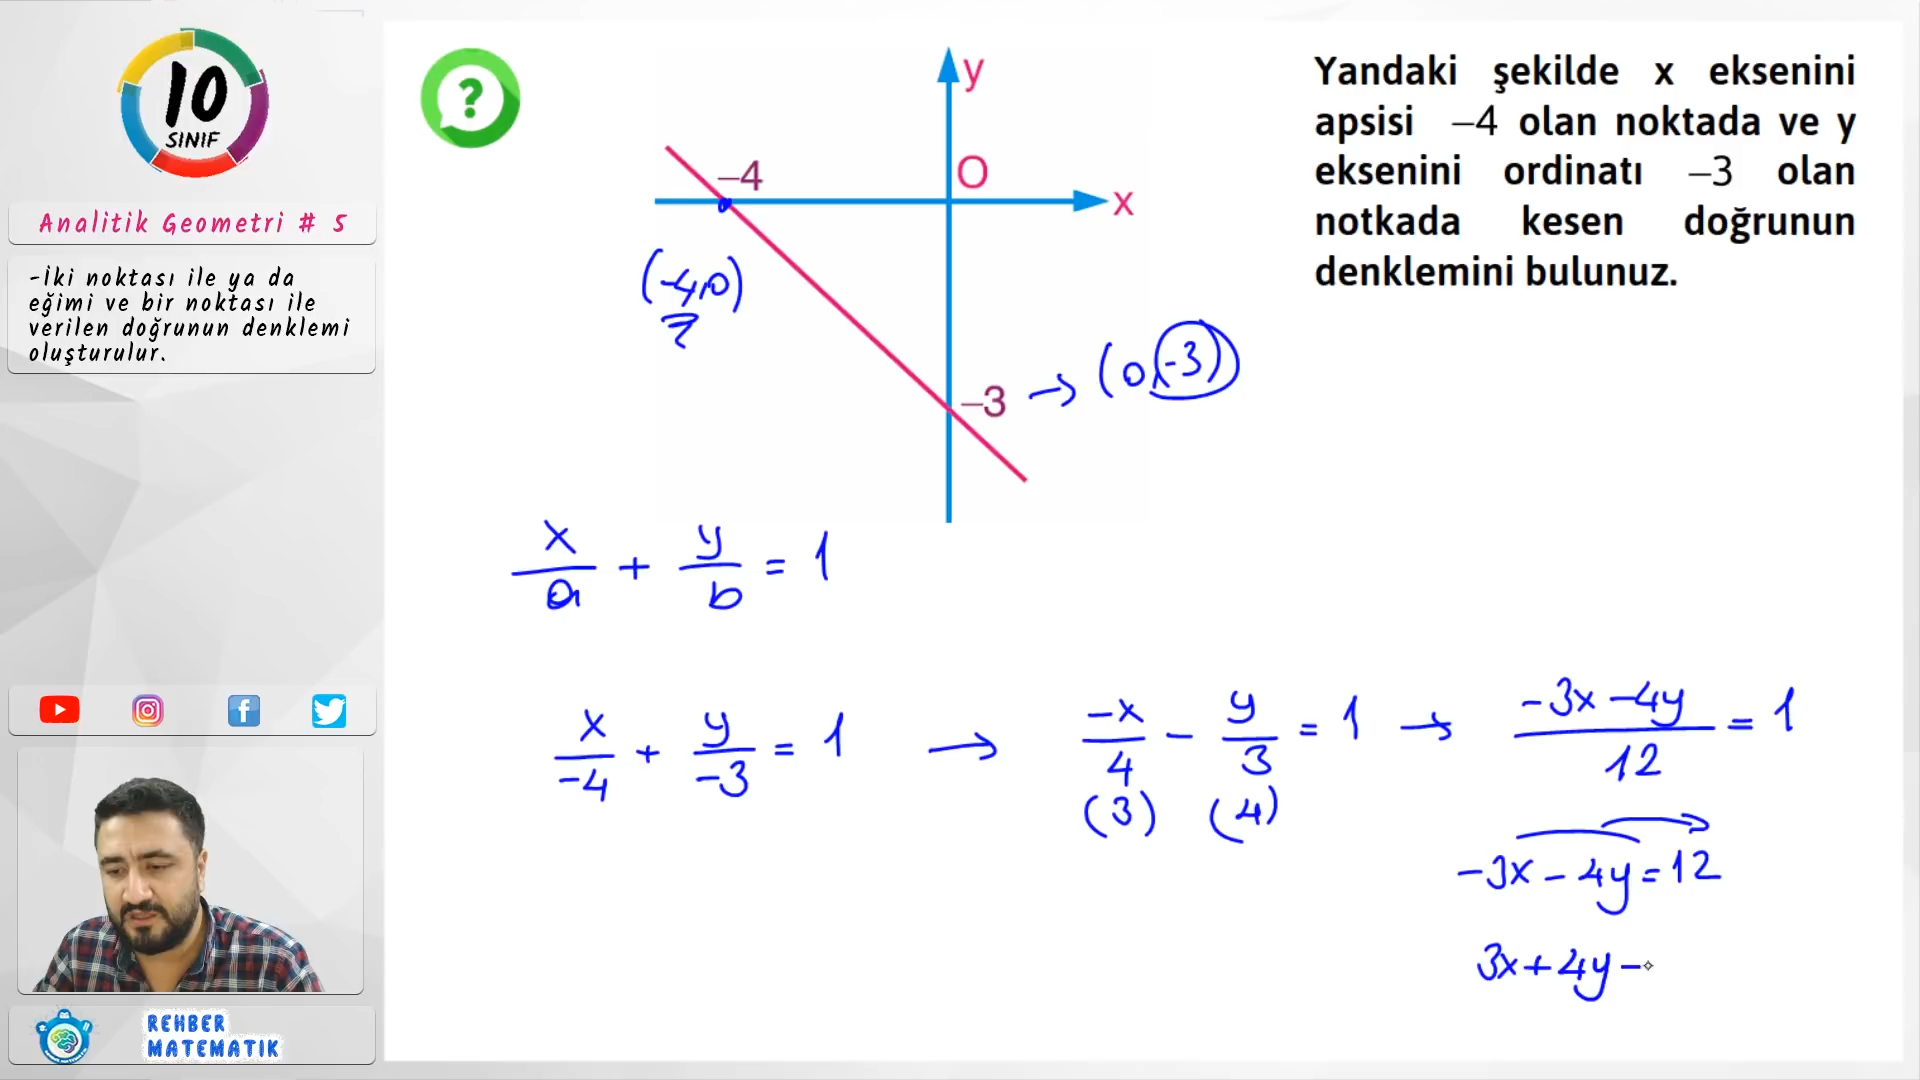 10
SINIF
Analitik Geometri # 5
-İki noktası ile ya da
eğimi ve bir noktası ile
verilen doğrunun denklemi
oluşturulur.
REHBER
MATEMATİK
?
y
-4
O
x
(-4,0)
-3 → (0,-3)
Yandaki şekilde x eksenini
apsisi -4 olan noktada ve y
eksenini ordinatı -3 olan
notkada kesen doğrunun
denklemini bulunuz.
x/a + y/b = 1
x/-4 + y/-3 = 1 → -x/4 - y/3 = 1 → -3x-4y/12 = 1
(3) (4)
-3x-4y=12
3x+4y-